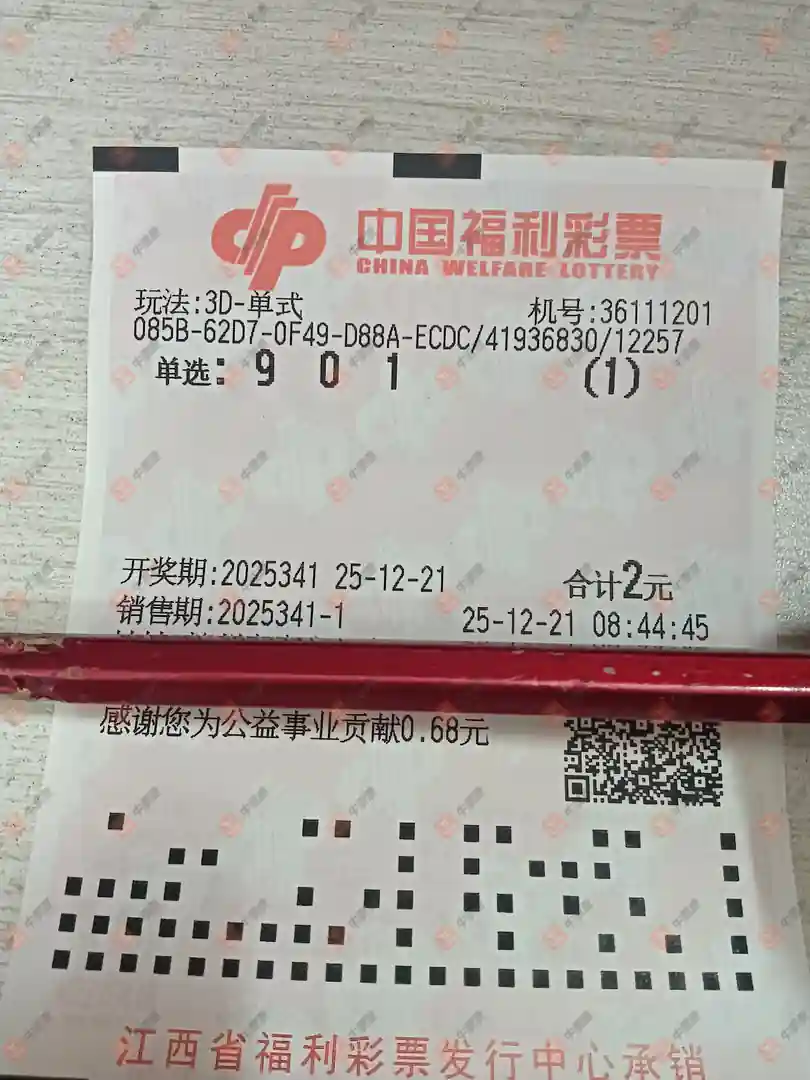 中国福利彩票
CHINA WELFARE LOTTERY
玩法:3D-单式 机号:36111201
085B-62D7-0F49-D88A-ECDC/41936830/12257
单选: 9 0 1 (1)
开奖期:2025341 25-12-21 合计2元
销售期:2025341-1 25-12-21 08:44:45
感谢您为公益事业贡献0.68元
江西省福利彩票发行中心承销